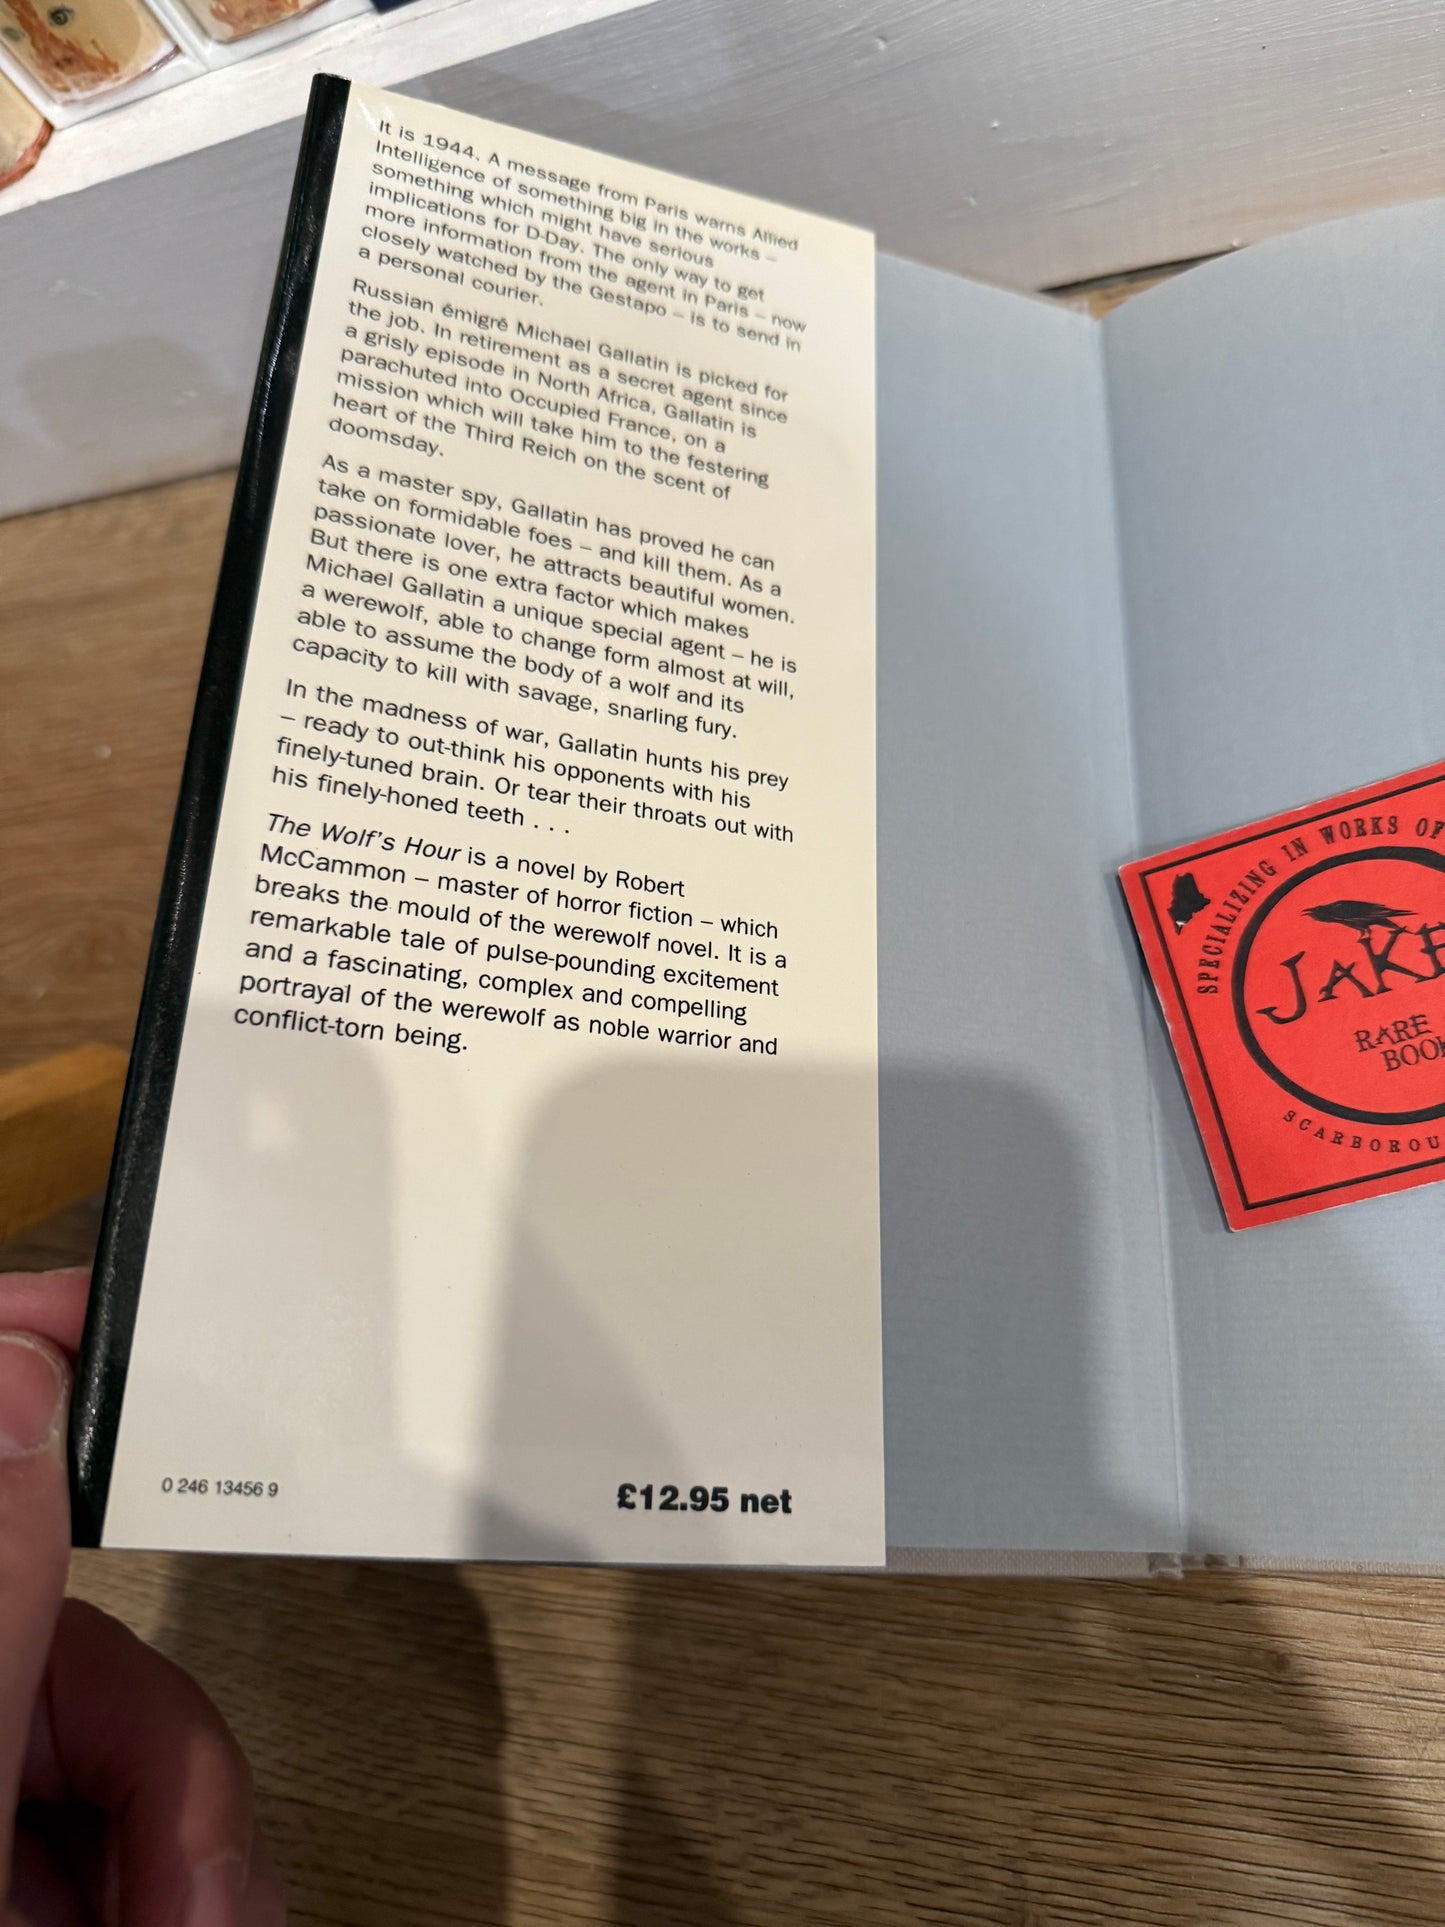 It is 1944. A message from Paris warns Allied
Intelligence of something big in the works –
something which might have serious
implications for D-Day. The only way to get
more information from the agent in Paris – now
closely watched by the Gestapo – is to send in
a personal courier.
Russian émigré Michael Gallatin is picked for
the job. In retirement as a secret agent since
a grisly episode in North Africa, Gallatin is
parachuted into Occupied France, on a
mission which will take him to the festering
heart of the Third Reich on the scent of
doomsday.
As a master spy, Gallatin has proved he can
take on formidable foes – and kill them. As a
passionate lover, he attracts beautiful women.
But there is one extra factor which makes
Michael Gallatin a unique special agent – he is
a werewolf, able to change form almost at will,
able to assume the body of a wolf and its
capacity to kill with savage, snarling fury.
In the madness of war, Gallatin hunts his prey
– ready to out-think his opponents with his
finely-tuned brain. Or tear their throats out with
his finely-honed teeth . . .
The Wolf's Hour is a novel by Robert
McCammon – master of horror fiction – which
breaks the mould of the werewolf novel. It is a
remarkable tale of pulse-pounding excitement
and a fascinating, complex and compelling
portrayal of the werewolf as noble warrior and
conflict-torn being.
0 246 13456 9
£12.95 net
SPECIALIZING IN WORKS OF
JAKE
RARE
BOO
SCARBOROU